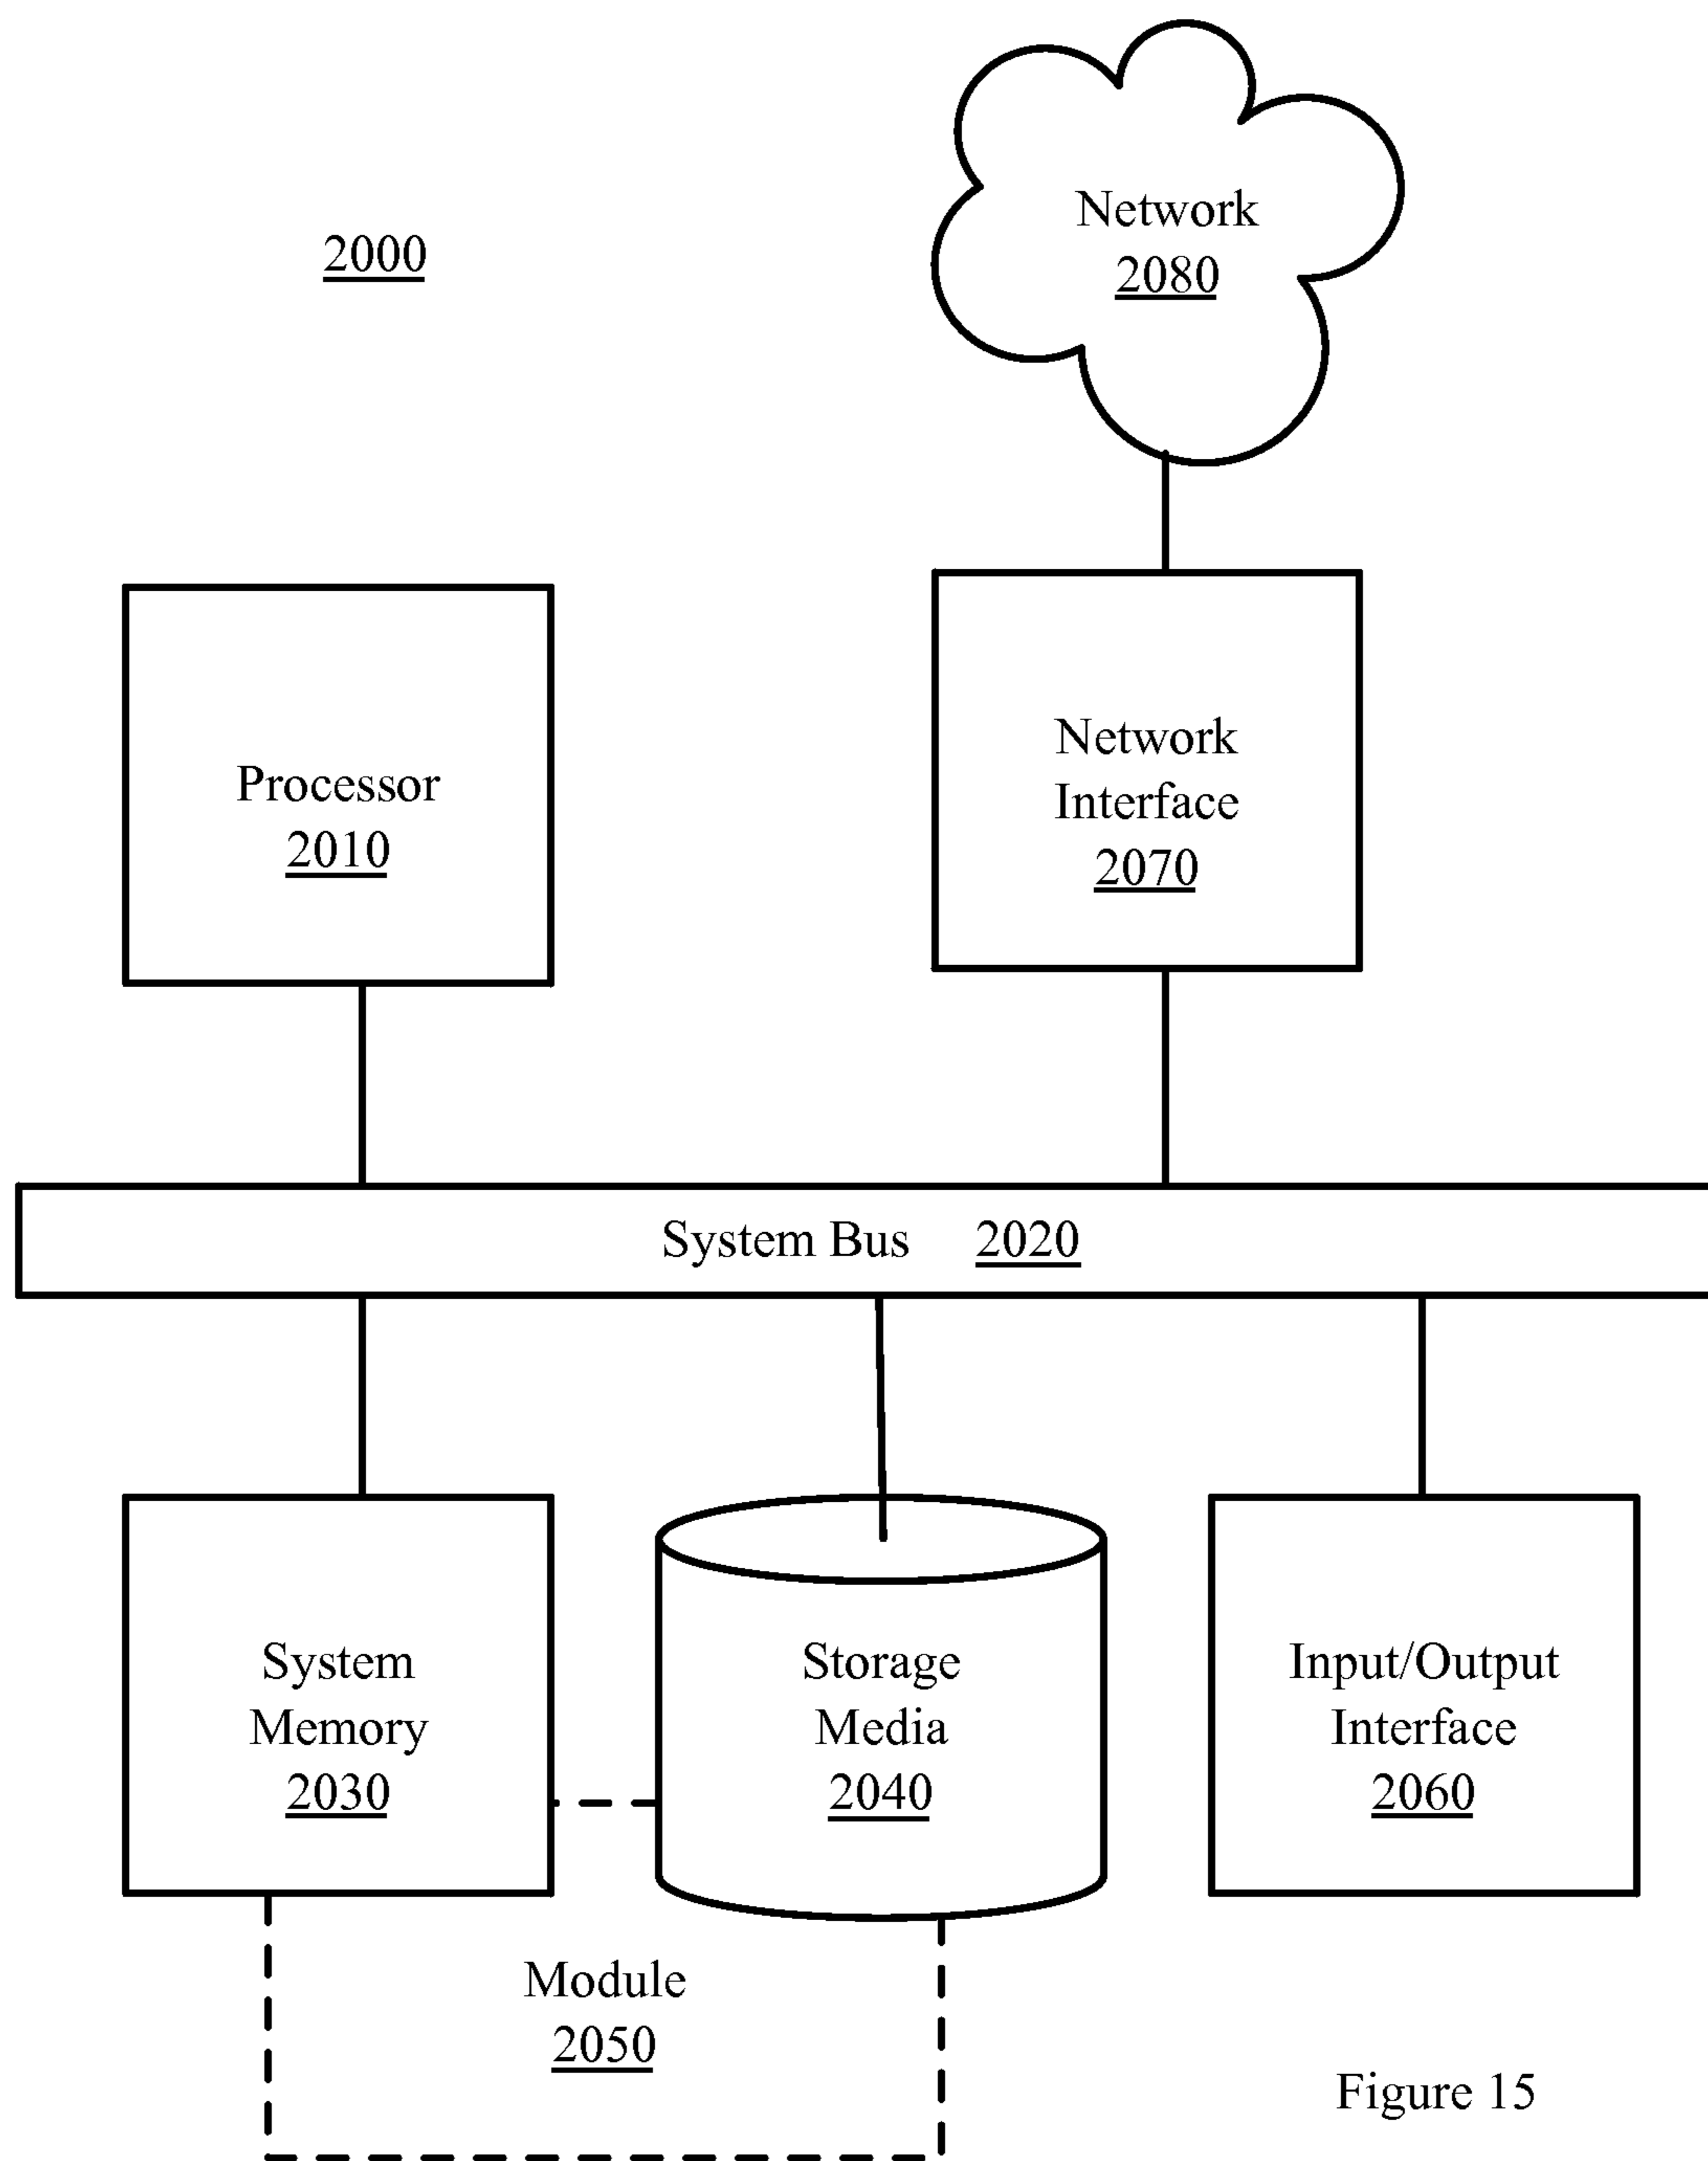 2000
Network
2080
Processor
2010
Network
Interface
2070
System Bus 2020
System
Memory
2030
Storage
Media
2040
Input/Output
Interface
2060
Module
2050
Figure 15